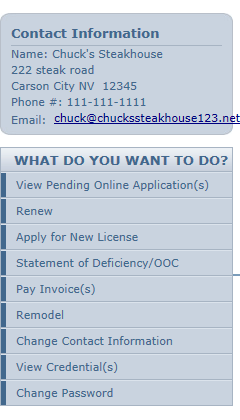 Contact Information
Name: Chuck's Steakhouse
222 steak road
Carson City NV 12345
Phone #: 111-111-1111
Email: chuck@chuckssteakhouse123.net
WHAT DO YOU WANT TO DO?
View Pending Online Application(s)
Renew
Apply for New License
Statement of Deficiency/OOC
Pay Invoice(s)
Remodel
Change Contact Information
View Credential(s)
Change Password